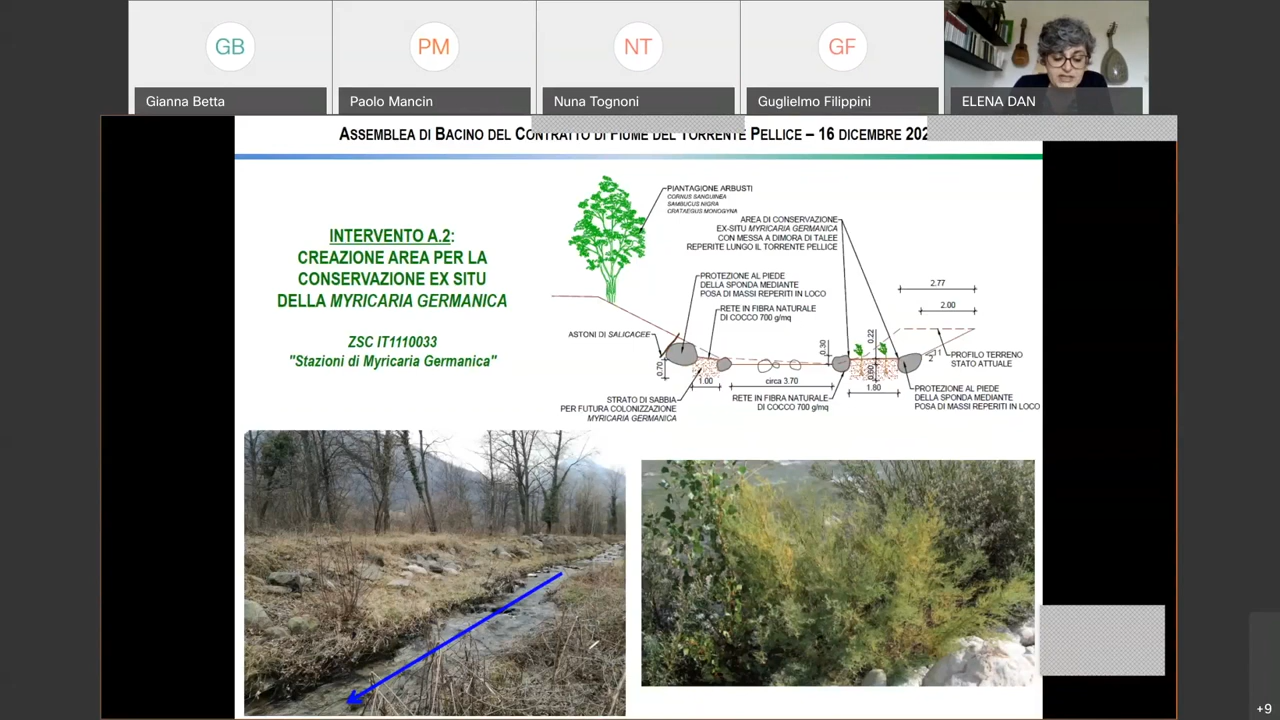 GB
PM
NT
GF
Gianna Betta
Paolo Mancin
Nuna Tognoni
Guglielmo Filippini
ELENA DAN
ASSEMBLEA DI BACINO DEL CONTRATTO DI FIUME DEL TORRENTE PELLICE – 16 DICEMBRE 202
INTERVENTO A.2:
CREAZIONE AREA PER LA
CONSERVAZIONE EX SITU
DELLA MYRICARIA GERMANICA
ZSC IT1110033
"Stazioni di Myricaria Germanica"
PIANTAGIONE ARBUSTI
CORNUS SANGUINEA
SAMBUCUS NIGRA
CRATAEGUS MONOGYNA
AREA DI CONSERVAZIONE
EX-SITU MYRICARIA GERMANICA
CON MESSA A DIMORA DI TALEE
REPERITE LUNGO IL TORRENTE PELLICE
PROTEZIONE AL PIEDE
DELLA SPONDA MEDIANTE
POSA DI MASSI REPERITI IN LOCO
RETE IN FIBRA NATURALE
DI COCCO 700 g/mq
ASTONI DI SALICACEE
2.77
2.00
0.22
0.30
0.70
0.60
1.00
circa 3.70
1.80
2
1
PROFILO TERRENO
STATO ATTUALE
STRATO DI SABBIA
PER FUTURA COLONIZZAZIONE
MYRICARIA GERMANICA
RETE IN FIBRA NATURALE
DI COCCO 700 g/mq
PROTEZIONE AL PIEDE
DELLA SPONDA MEDIANTE
POSA DI MASSI REPERITI IN LOCO
+9